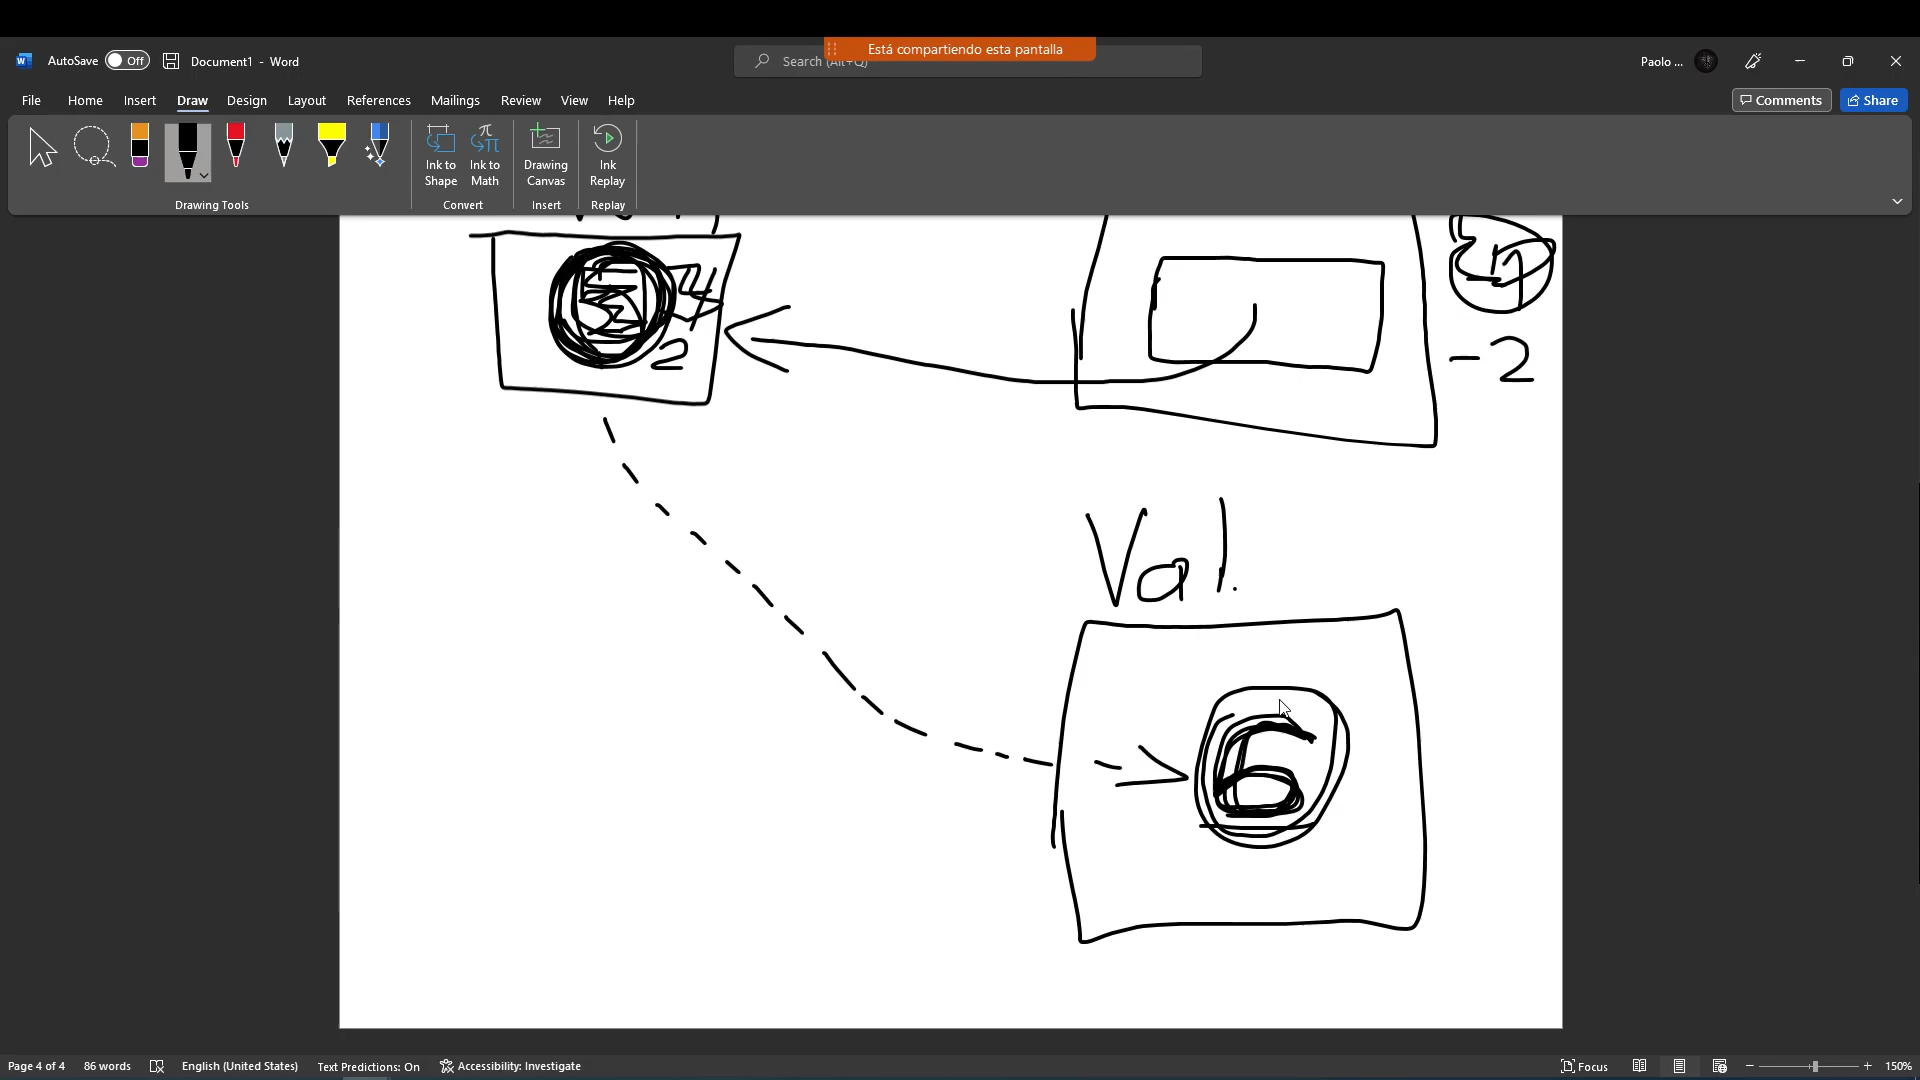 Está compartiendo esta pantalla
AutoSave Off Document1 - Word Search (Alt+Q) Paolo ...
File Home Insert Draw Design Layout References Mailings Review View Help Comments Share
Ink to Shape
Ink to Math
Drawing Canvas
Ink Replay
Drawing Tools Convert Insert Replay
2
-2
Val.
6
Page 4 of 4 86 words English (United States) Text Predictions: On Accessibility: Investigate Focus 150%